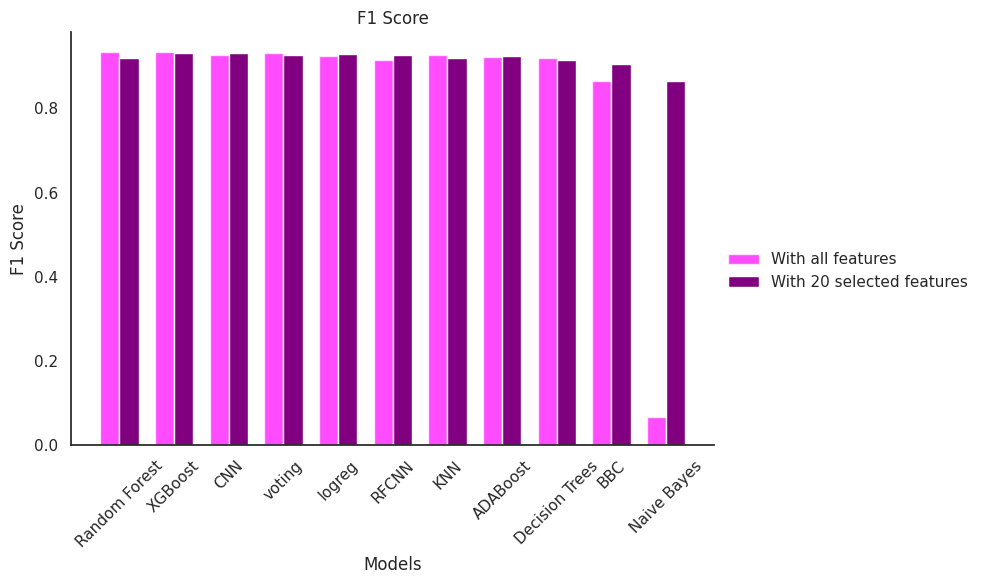 F1 Score
F1 Score
0.8
0.6
0.4
0.2
0.0
Random Forest
XGBoost
CNN
voting
logreg
RFCNN
KNN
ADABoost
Decision Trees
BBC
Naive Bayes
Models
With all features
With 20 selected features